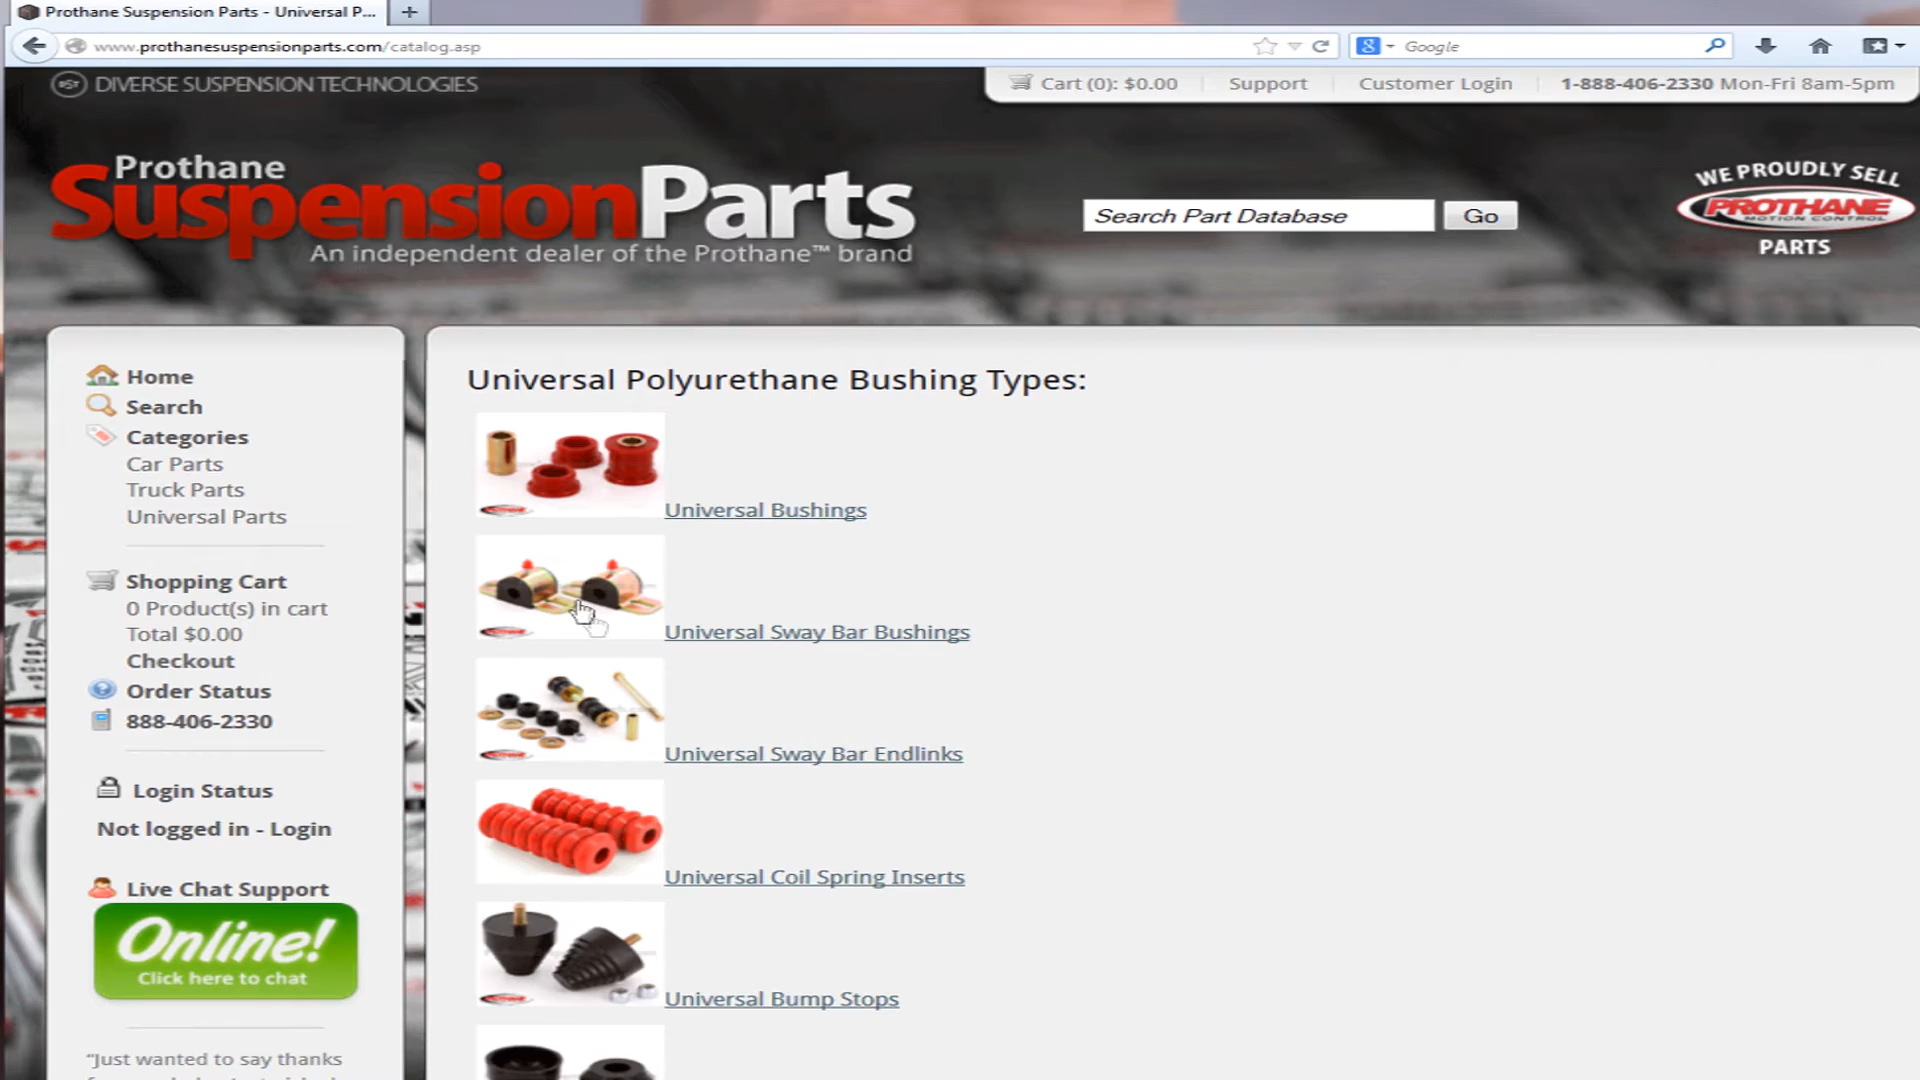 Prothane Suspension Parts - Universal P...
www.prothanesuspensionparts.com/catalog.asp
Google
DIVERSE SUSPENSION TECHNOLOGIES
Cart (0): $0.00
Support
Customer Login
1-888-406-2330 Mon-Fri 8am-5pm
Prothane
SuspensionParts
An independent dealer of the Prothane™ brand
Search Part Database
Go
WE PROUDLY SELL
PROTHANE
MOTION CONTROL
PARTS
Home
Search
Categories
Car Parts
Truck Parts
Universal Parts
Shopping Cart
0 Product(s) in cart
Total $0.00
Checkout
Order Status
888-406-2330
Login Status
Not logged in - Login
Live Chat Support
Online!
Click here to chat
“Just wanted to say thanks
Universal Polyurethane Bushing Types:
Universal Bushings
Universal Sway Bar Bushings
Universal Sway Bar Endlinks
Universal Coil Spring Inserts
Universal Bump Stops